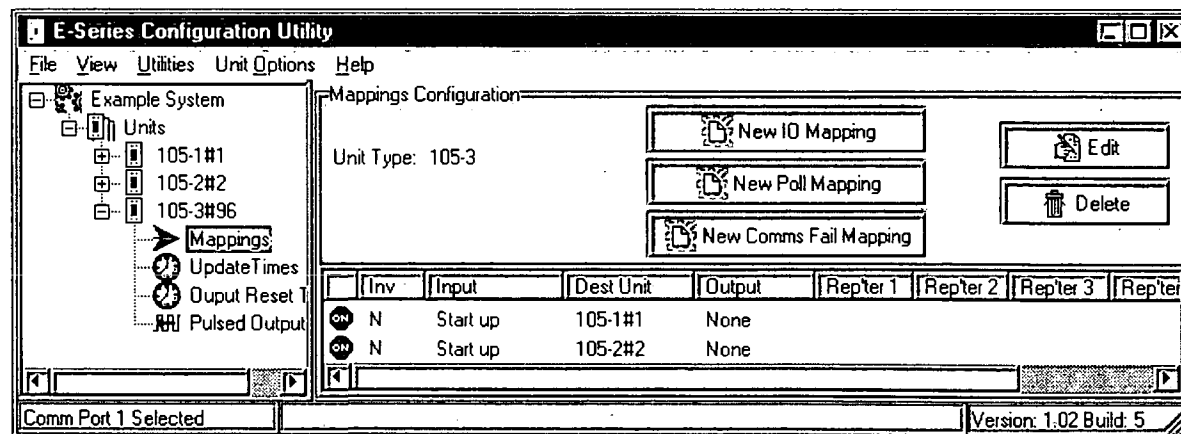 E-Series Configuration Utility
File View Utilities Unit Options Help
Example System
Units
105-1#1
105-2#2
105-3#96
Mappings
UpdateTimes
Ouput Reset T
Pulsed Output
Mappings Configuration
Unit Type: 105-3
New IO Mapping
New Poll Mapping
New Comms Fail Mapping
Edit
Delete
Inv Input Dest Unit Output Rep'ter 1 Rep'ter 2 Rep'ter 3 Rep'ter
ON N Start up 105-1#1 None
ON N Start up 105-2#2 None
Comm Port 1 Selected
Version: 1.02 Build: 5